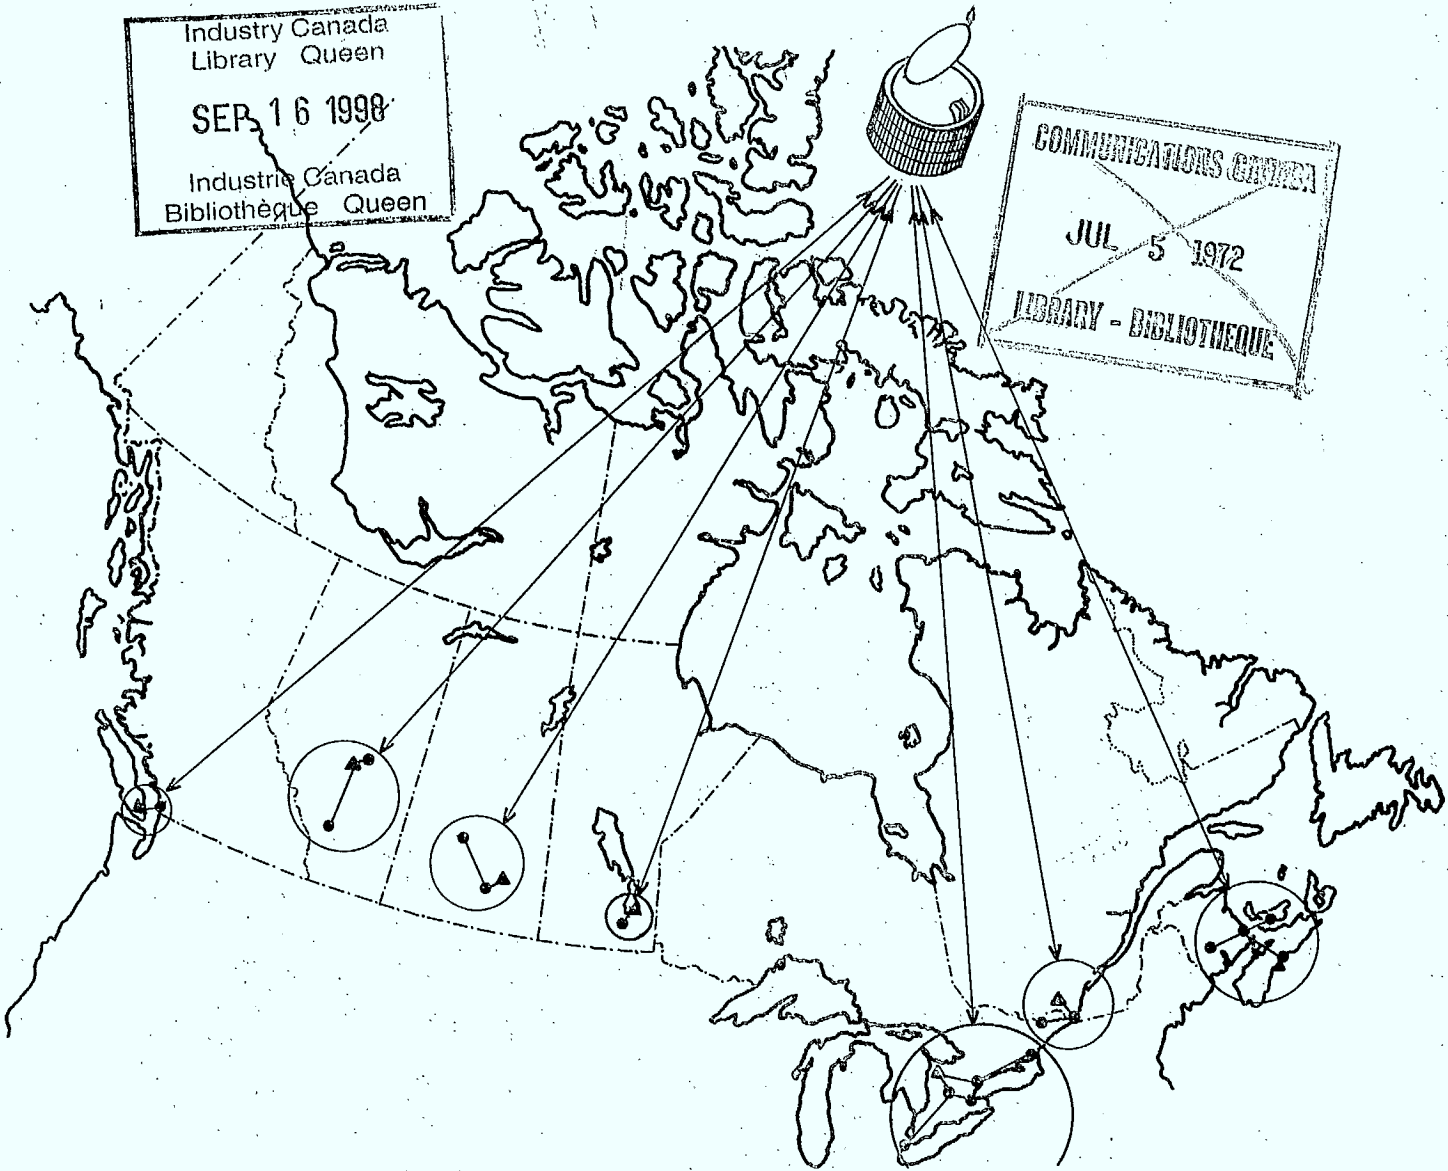 Industry Canada
Library Queen
SEP 16 1998
Industrie Canada
Bibliothèque Queen
COMMUNICATIONS CANADA
JUL 5 1972
LIBRARY - BIBLIOTHEQUE